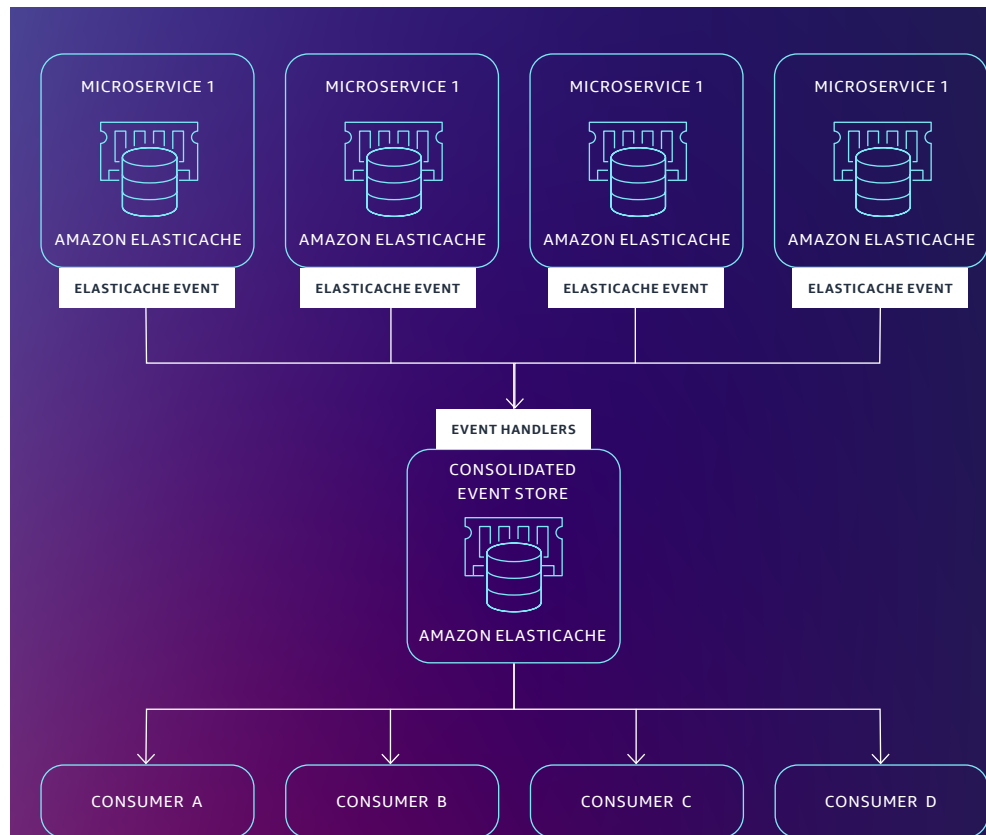 MICROSERVICE 1
MICROSERVICE 1
MICROSERVICE 1
MICROSERVICE 1
AMAZON ELASTICACHE
AMAZON ELASTICACHE
AMAZON ELASTICACHE
AMAZON ELASTICACHE
ELASTICACHE EVENT
ELASTICACHE EVENT
ELASTICACHE EVENT
ELASTICACHE EVENT
EVENT HANDLERS
CONSOLIDATED
EVENT STORE
AMAZON ELASTICACHE
CONSUMER A
CONSUMER B
CONSUMER C
CONSUMER D